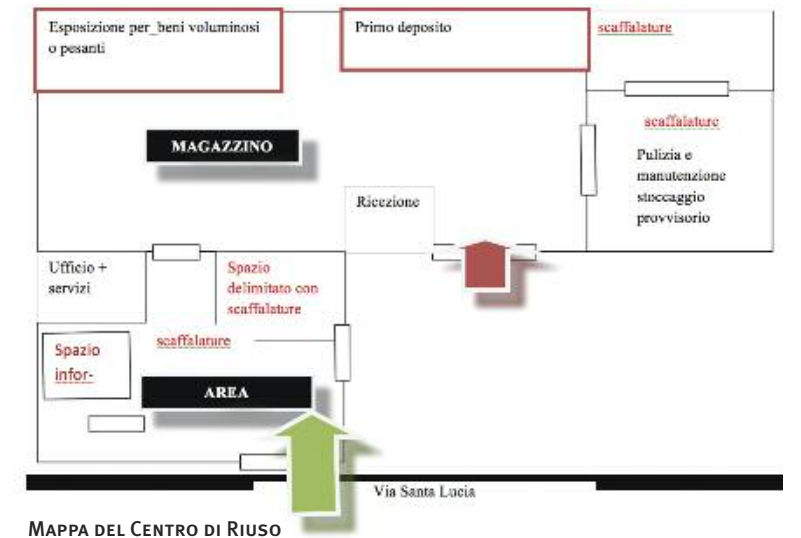 Esposizione per_beni voluminosi
o pesanti
Primo deposito
scaffalature
scaffalature
MAGAZZINO
Pulizia e
manutenzione
stoccaggio
provvisorio
Ricezione
Ufficio +
servizi
Spazio
delimitato con
scaffalature
scaffalature
Spazio
infor-
AREA
Via Santa Lucia
MAPPA DEL CENTRO DI RIUSO